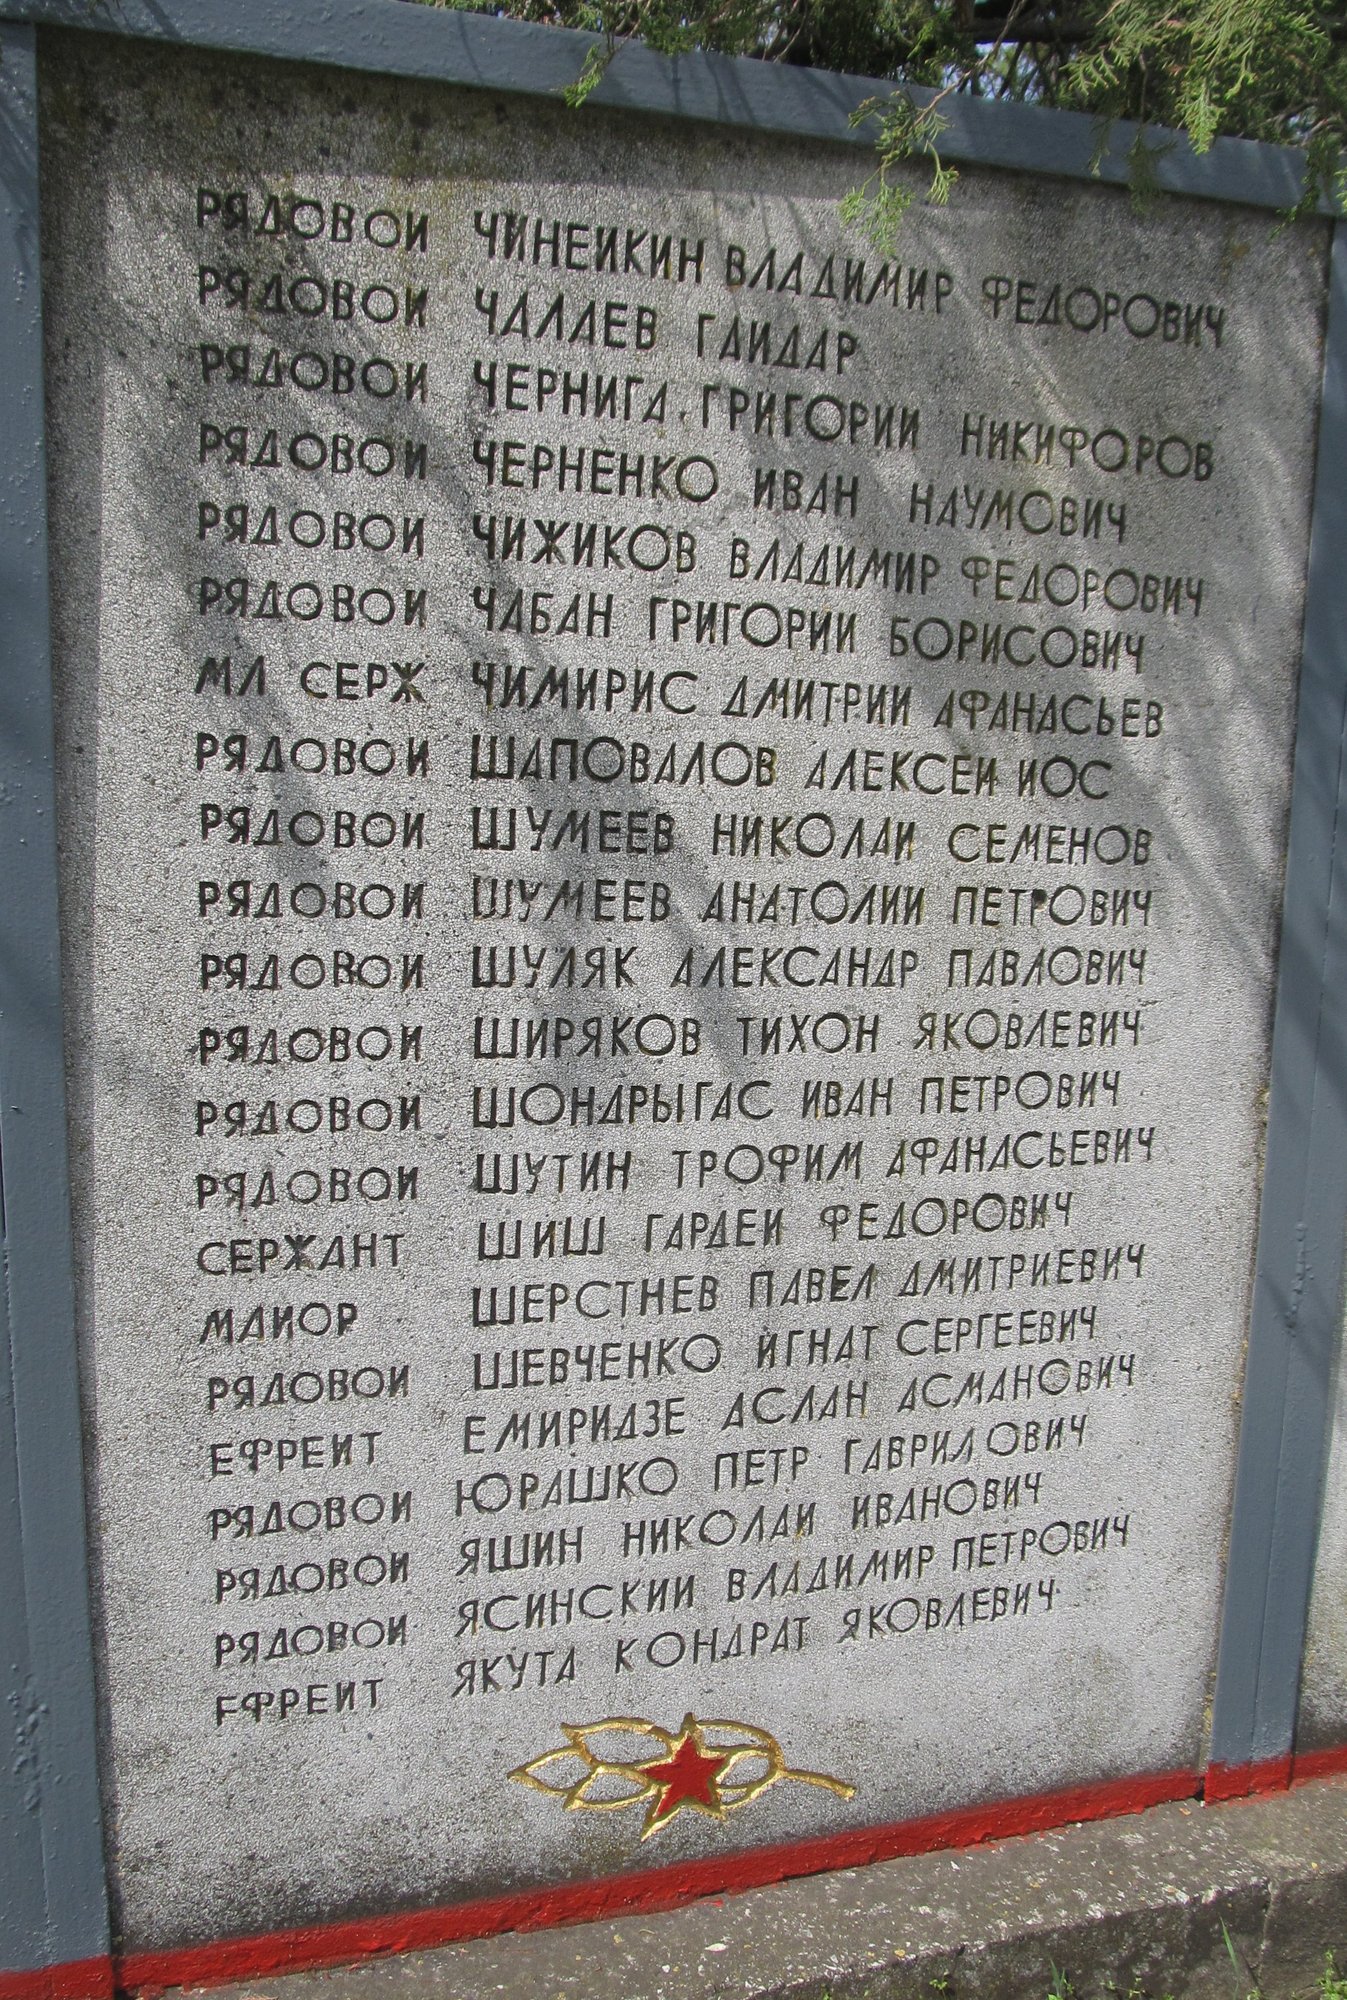 РЯДОВОИ ЧИНЕИКИН ВЛАДИМИР ФЕДОРОВИЧ
РЯДОВОИ ЧАЛАЕВ ГАИДАР
РЯДОВОИ ЧЕРНИГА ГРИГОРИИ НИКИФОРОВ
РЯДОВОИ ЧЕРНЕНКО ИВАН НАУМОВИЧ
РЯДОВОИ ЧИЖИКОВ ВЛАДИМИР ФЕДОРОВИЧ
РЯДОВОИ ЧАБАН ГРИГОРИИ БОРИСОВИЧ
МЛ СЕРЖ ЧИМИРИС ДМИТРИИ АФАНАСЬЕВ
РЯДОВОИ ШАПОВАЛОВ АЛЕКСЕИ ИОС
РЯДОВОИ ШУМЕЕВ НИКОЛАИ СЕМЕНОВ
РЯДОВОИ ШУМЕЕВ АНАТОЛИИ ПЕТРОВИЧ
РЯДОВОИ ШУЛЯК АЛЕКСАНДР ПАВЛОВИЧ
РЯДОВОИ ШИРЯКОВ ТИХОН ЯКОВЛЕВИЧ
РЯДОВОИ ШОНДРЫГАС ИВАН ПЕТРОВИЧ
РЯДОВОИ ШУТИН ТРОФИМ АФАНАСЬЕВИЧ
СЕРЖАНТ ШИШ ГАРДЕИ ФЕДОРОВИЧ
МАИОР ШЕРСТНЕВ ПАВЕЛ ДМИТРИЕВИЧ
РЯДОВОИ ШЕВЧЕНКО ИГНАТ СЕРГЕЕВИЧ
ЕФРЕИТ ЕМИРИДЗЕ АСЛАН АСМАНОВИЧ
РЯДОВОИ ЮРАШКО ПЕТР ГАВРИЛОВИЧ
РЯДОВОИ ЯШИН НИКОЛАИ ИВАНОВИЧ
РЯДОВОИ ЯСИНСКИИ ВЛАДИМИР ПЕТРОВИЧ
ЕФРЕИТ ЯКУТА КОНДРАТ ЯКОВЛЕВИЧ